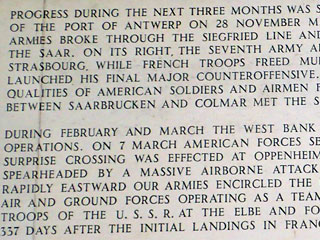 PROGRESS DURING THE NEXT THREE MONTHS WAS S
OF THE PORT OF ANTWERP ON 28 NOVEMBER M
ARMIES BROKE THROUGH THE SIEGFRIED LINE AND
THE SAAR. ON ITS RIGHT, THE SEVENTH ARMY A
STRASBOURG, WHILE FRENCH TROOPS FREED MU
LAUNCHED HIS FINAL MAJOR COUNTEROFFENSIVE.
QUALITIES OF AMERICAN SOLDIERS AND AIRMEN
BETWEEN SAARBRUCKEN AND COLMAR MET THE S
DURING FEBRUARY AND MARCH THE WEST BANK
OPERATIONS. ON 7 MARCH AMERICAN FORCES SE
SURPRISE CROSSING WAS EFFECTED AT OPPENHEIM
SPEARHEADED BY A MASSIVE AIRBORNE ATTACK
RAPIDLY EASTWARD OUR ARMIES ENCIRCLED THE
AIR AND GROUND FORCES OPERATING AS A TEAM
TROOPS OF THE U.S.S.R. AT THE ELBE AND FO
337 DAYS AFTER THE INITIAL LANDINGS IN FRANC